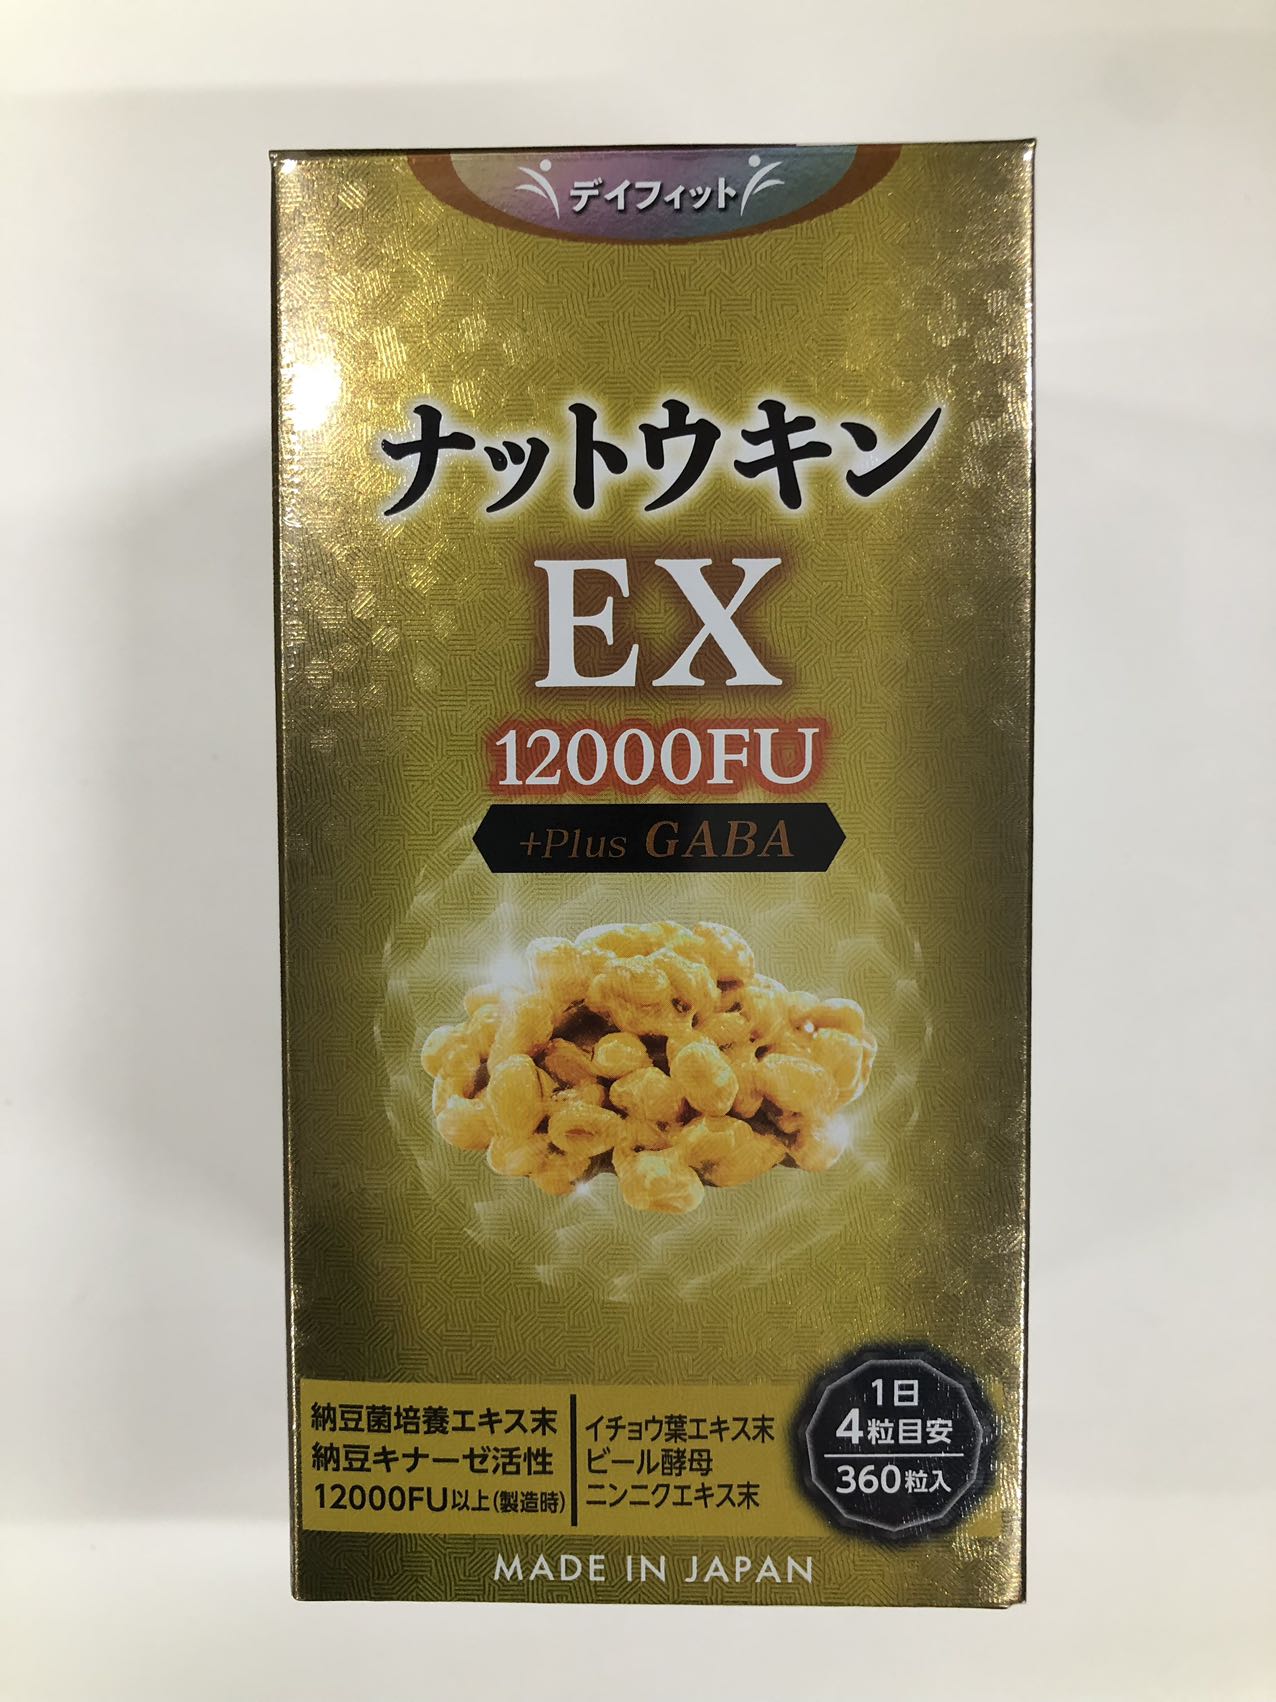 デイフィット
ナットウキン
EX
12000FU
+Plus GABA
納豆菌培養エキス末
納豆キナーゼ活性
12000FU以上(製造時)
イチョウ葉エキス末
ビール酵母
ニンニクエキス末
1日
4粒目安
360粒入
MADE IN JAPAN